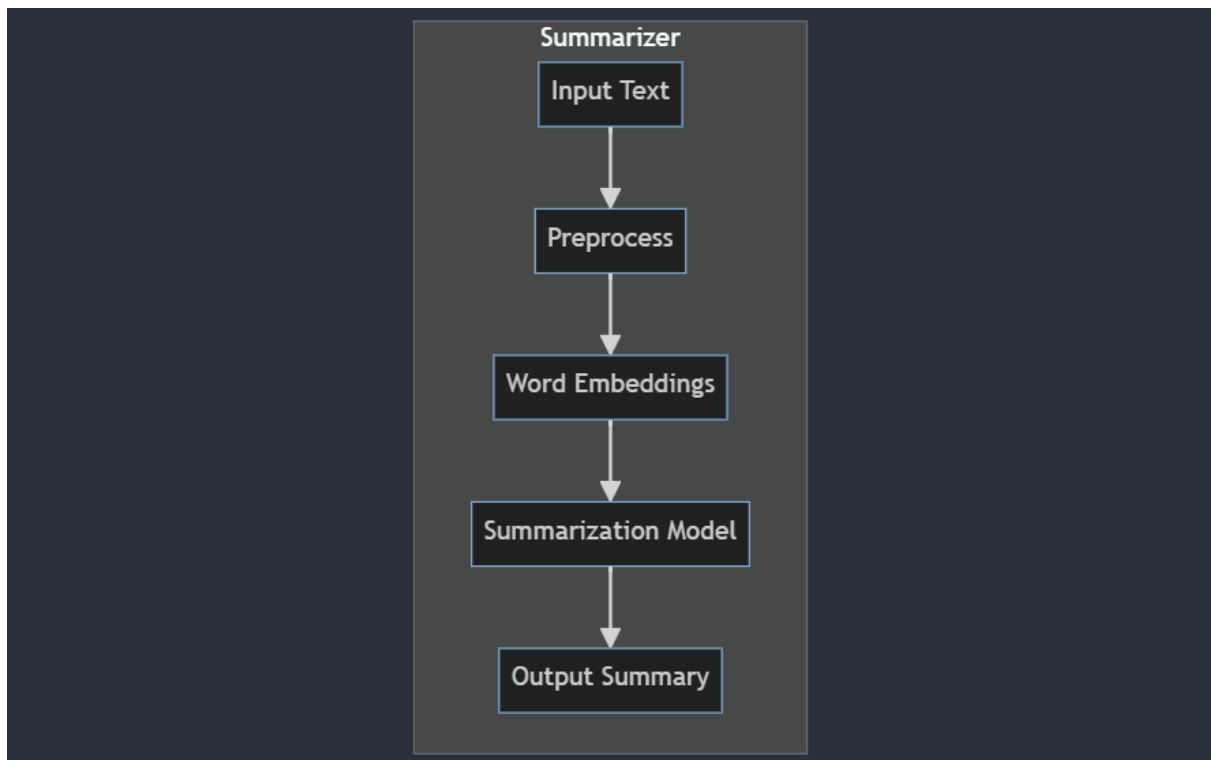 Summarizer
Input Text
Preprocess
Word Embeddings
Summarization Model
Output Summary